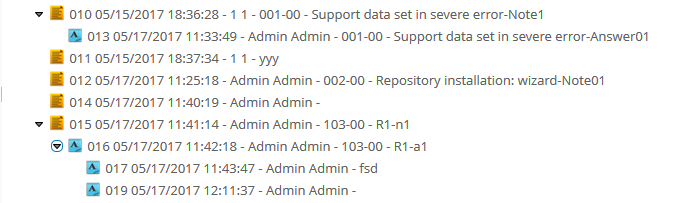 010 05/15/2017 18:36:28 - 1 1 - 001-00 - Support data set in severe error-Note1
013 05/17/2017 11:33:49 - Admin Admin - 001-00 - Support data set in severe error-Answer01
011 05/15/2017 18:37:34 - 1 1 - yyy
012 05/17/2017 11:25:18 - Admin Admin - 002-00 - Repository installation: wizard-Note01
014 05/17/2017 11:40:19 - Admin Admin -
015 05/17/2017 11:41:14 - Admin Admin - 103-00 - R1-n1
016 05/17/2017 11:42:18 - Admin Admin - 103-00 - R1-a1
017 05/17/2017 11:43:47 - Admin Admin - fsd
019 05/17/2017 12:11:37 - Admin Admin -